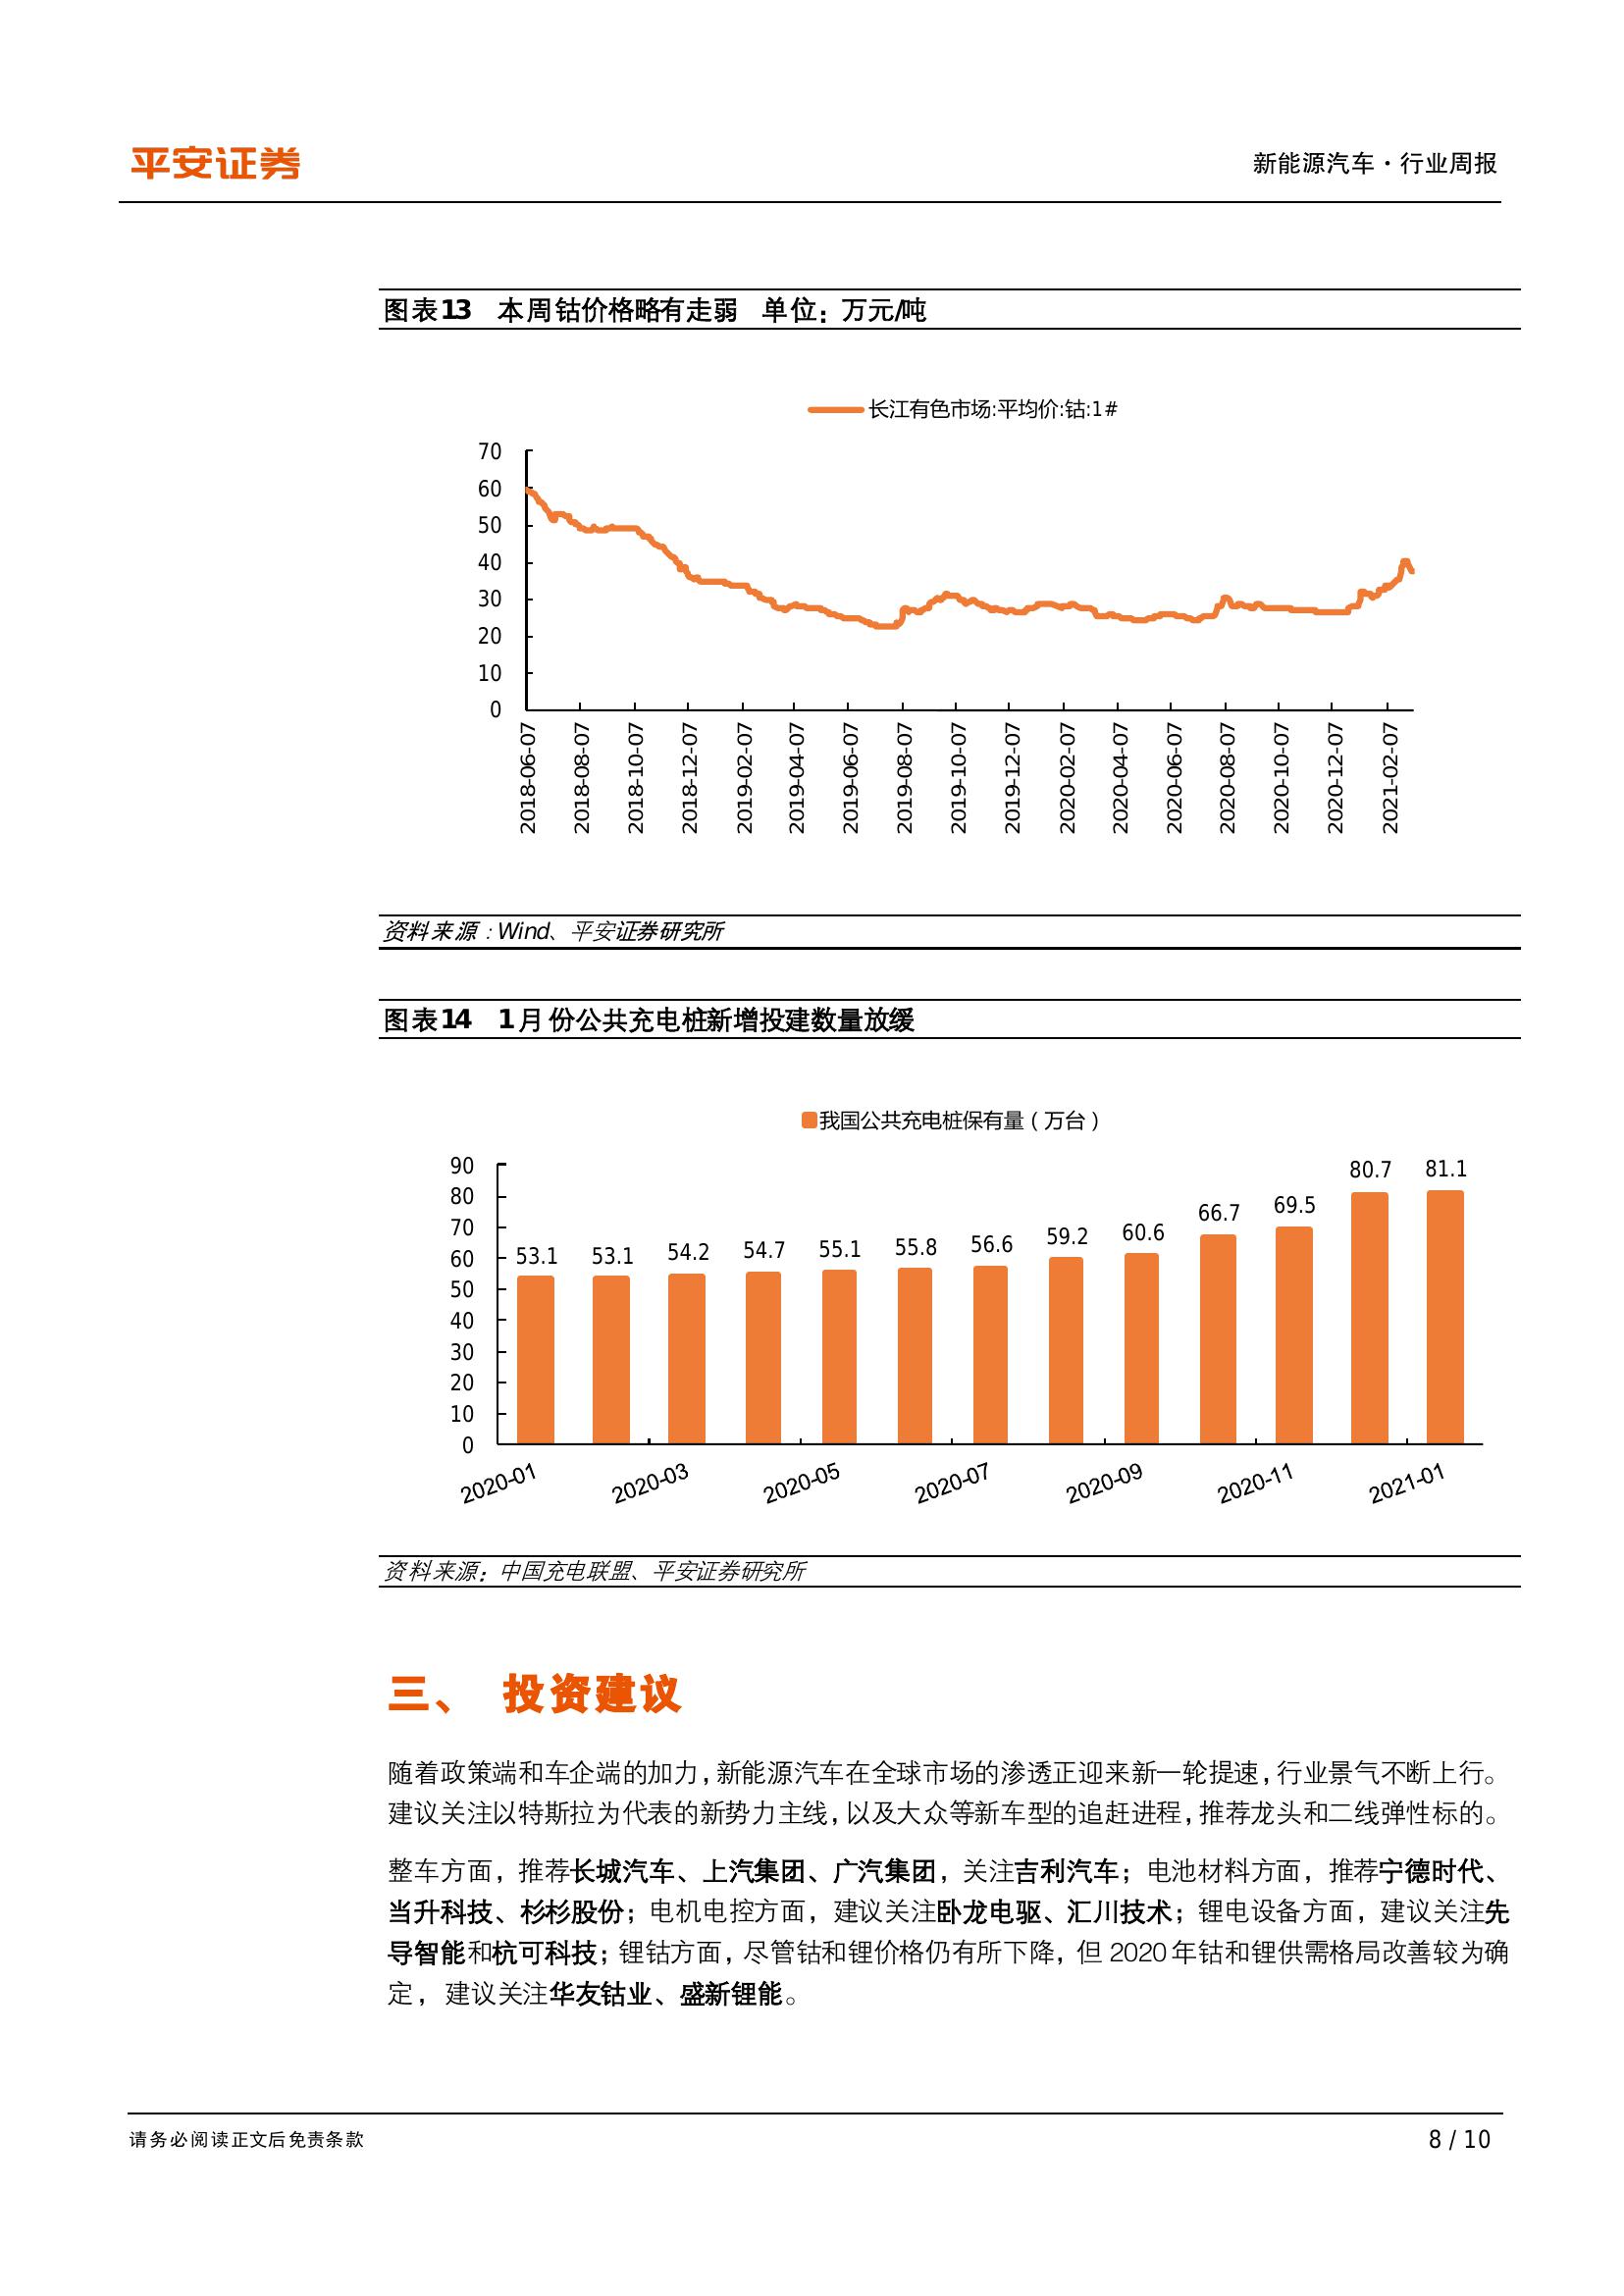 平安证券
新能源汽车·行业周报
图表13 本周钴价格略有走弱 单位：万元/吨
长江有色市场:平均价:钴:1#
70
60
50
40
30
20
10
0
2018-06-07
2018-08-07
2018-10-07
2018-12-07
2019-02-07
2019-04-07
2019-06-07
2019-08-07
2019-10-07
2019-12-07
2020-02-07
2020-04-07
2020-06-07
2020-08-07
2020-10-07
2020-12-07
2021-02-07
资料来源：Wind、平安证券研究所
图表14 1月份公共充电桩新增投建数量放缓
我国公共充电桩保有量（万台）
90
80
70
60
50
40
30
20
10
0
53.1 53.1 54.2 54.7 55.1 55.8 56.6 59.2 60.6 66.7 69.5 80.7 81.1
2020-01 2020-03 2020-05 2020-07 2020-09 2020-11 2021-01
资料来源：中国充电联盟、平安证券研究所
三、 投资建议
随着政策端和车企端的加力，新能源汽车在全球市场的渗透正迎来新一轮提速，行业景气不断上行。
建议关注以特斯拉为代表的新势力主线，以及大众等新车型的追赶进程，推荐龙头和二线弹性标的。
整车方面，推荐长城汽车、上汽集团、广汽集团，关注吉利汽车；电池材料方面，推荐宁德时代、
当升科技、杉杉股份；电机电控方面，建议关注卧龙电驱、汇川技术；锂电设备方面，建议关注先
导智能和杭可科技；锂钴方面，尽管钴和锂价格仍有所下降，但 2020 年钴和锂供需格局改善较为确
定，建议关注华友钴业、盛新锂能。
请务必阅读正文后免责条款
8 / 10